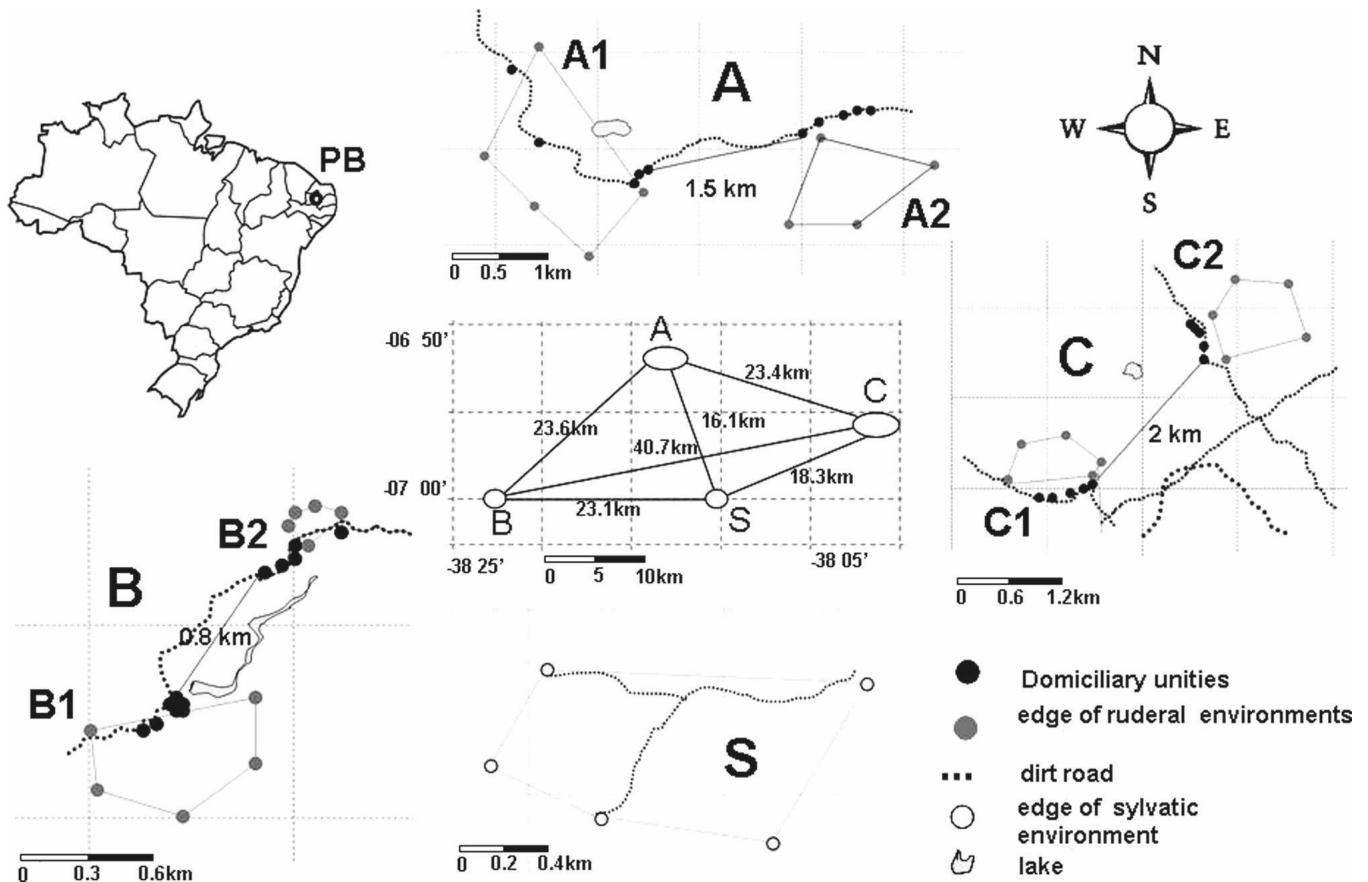 PB
A1
A
1.5 km
A2
0 0.5 1km
N
W E
S
C2
C
2 km
C1
0 0.6 1.2km
-06 50'
A
23.4km
C
23.6km
16.1km
40.7km
18.3km
-07 00'
B
23.1km
S
-38 25'
-38 05'
0 5 10km
B2
B
0.8 km
B1
0 0.3 0.6km
S
0 0.2 0.4km
Domiciliary unities
edge of ruderal environments
dirt road
edge of sylvatic
environment
lake